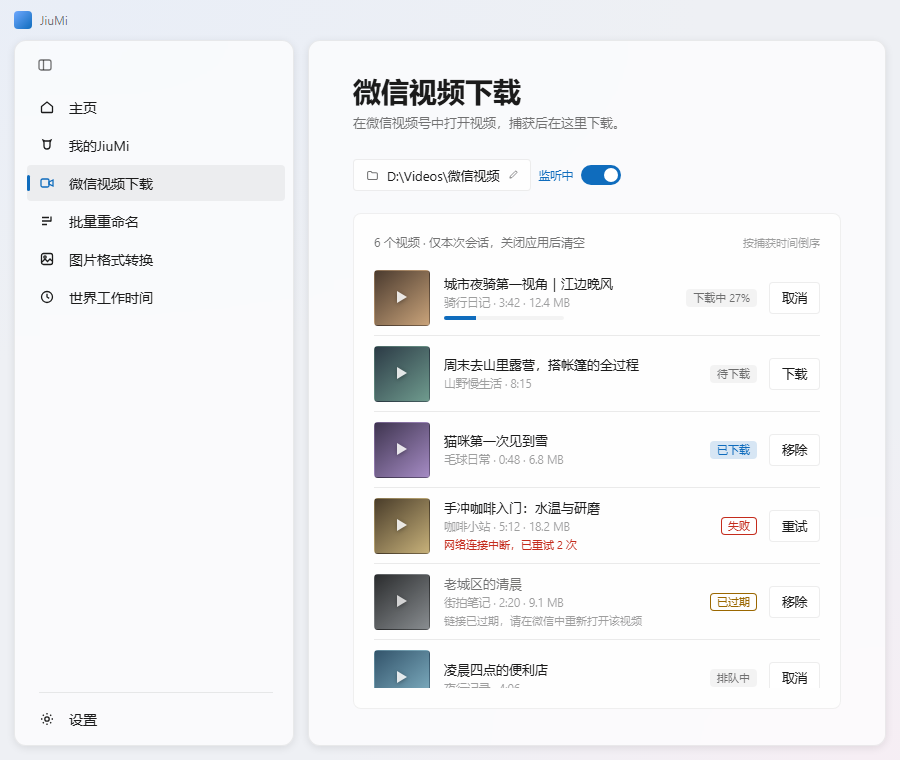 JiuMi
主页
我的JiuMi
微信视频下载
批量重命名
图片格式转换
世界工作时间
设置
微信视频下载
在微信视频号中打开视频，捕获后在这里下载。
D:\Videos\微信视频
监听中
6 个视频 · 仅本次会话，关闭应用后清空
按捕获时间倒序
城市夜骑第一视角 | 江边晚风
骑行日记 · 3:42 · 12.4 MB
下载中 27%
取消
周末去山里露营，搭帐篷的全过程
山野慢生活 · 8:15
待下载
下载
猫咪第一次见到雪
毛球日常 · 0:48 · 6.8 MB
已下载
移除
手冲咖啡入门：水温与研磨
咖啡小站 · 5:12 · 18.2 MB
网络连接中断，已重试 2 次
失败
重试
老城区的清晨
街拍笔记 · 2:20 · 9.1 MB
链接已过期，请在微信中重新打开该视频
已过期
移除
凌晨四点的便利店
排队中
取消